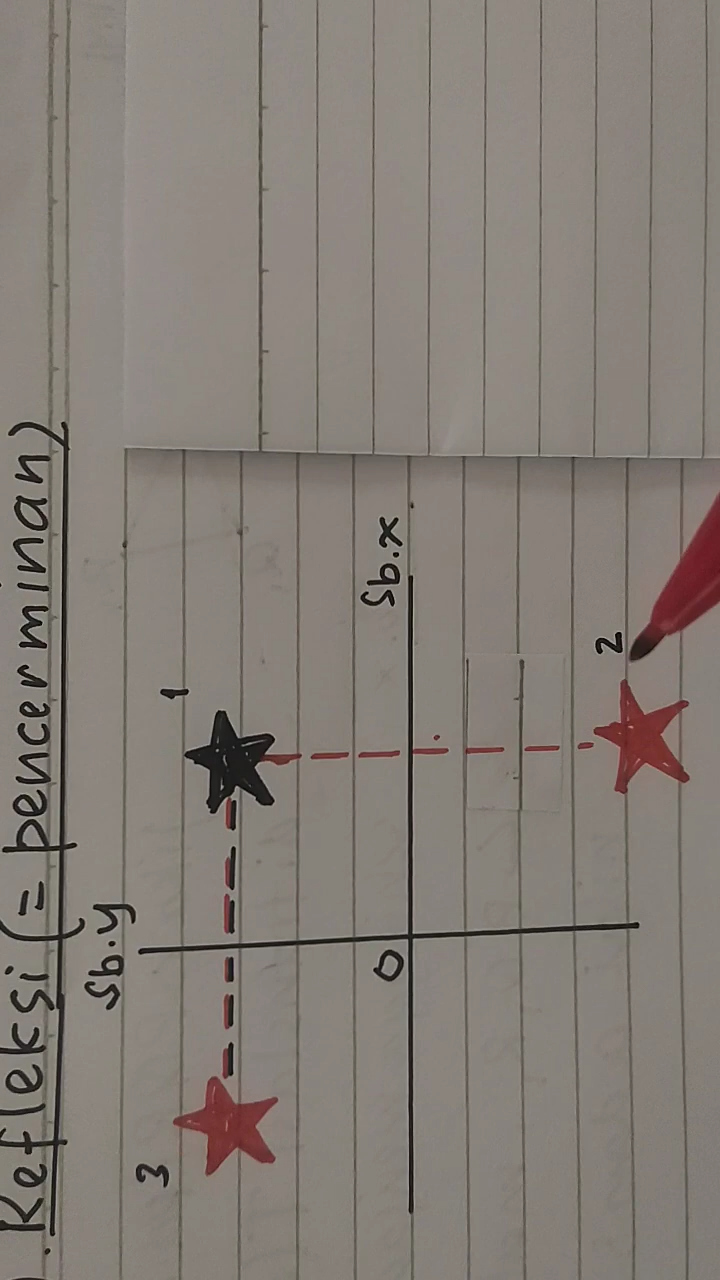 . Refleksi (= pencerminan)
Sb.y
3
1
0
Sb.x
2